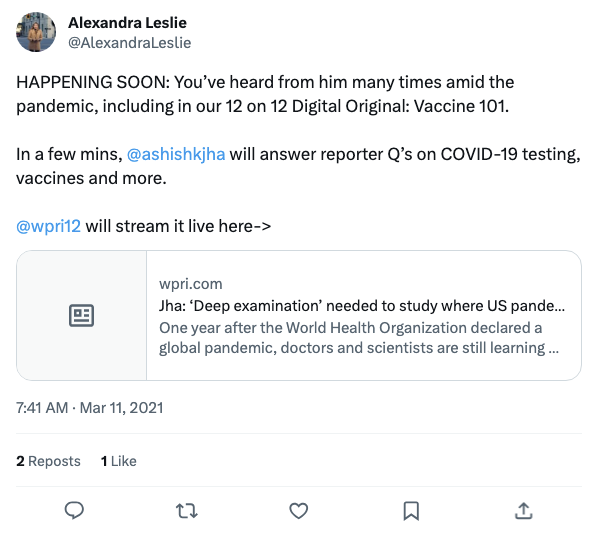 Alexandra Leslie
@AlexandraLeslie
HAPPENING SOON: You’ve heard from him many times amid the
pandemic, including in our 12 on 12 Digital Original: Vaccine 101.
In a few mins, @ashishkjha will answer reporter Q’s on COVID-19 testing,
vaccines and more.
@wpri12 will stream it live here->
wpri.com
Jha: ‘Deep examination’ needed to study where US pande...
One year after the World Health Organization declared a
global pandemic, doctors and scientists are still learning ...
7:41 AM · Mar 11, 2021
2 Reposts 1 Like